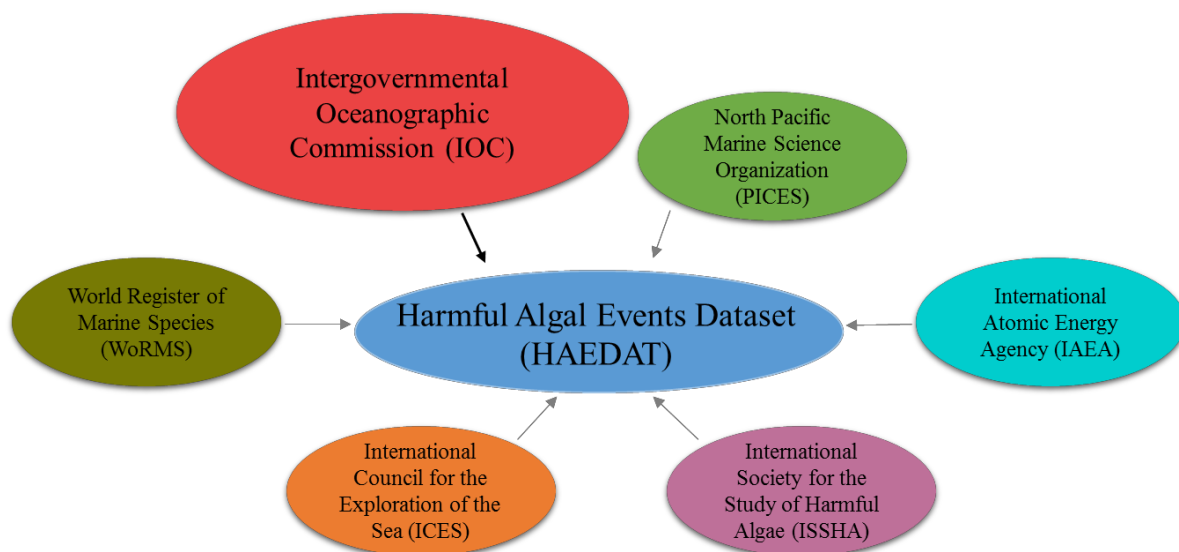 Intergovernmental
Oceanographic
Commission (IOC)
North Pacific
Marine Science
Organization
(PICES)
World Register of
Marine Species
(WoRMS)
Harmful Algal Events Dataset
(HAEDAT)
International
Atomic Energy
Agency (IAEA)
International
Council for the
Exploration of the
Sea (ICES)
International
Society for the
Study of Harmful
Algae (ISSHA)